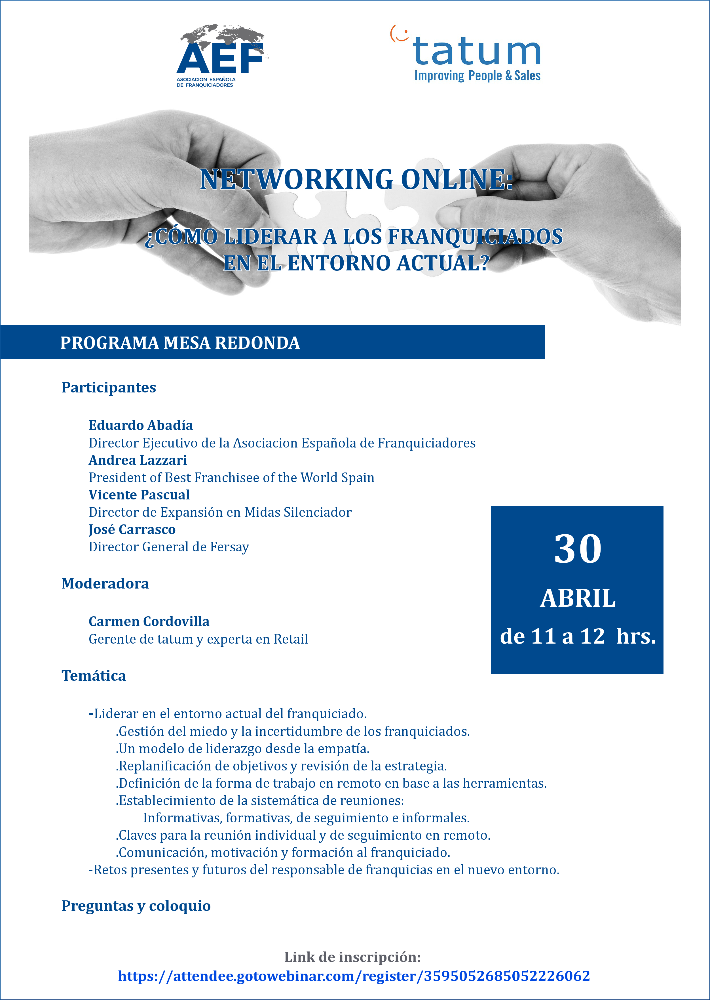 AEF
ASOCIACION ESPAÑOLA
DE FRANQUICIADORES
tatum
Improving People & Sales
NETWORKING ONLINE:
¿CÓMO LIDERAR A LOS FRANQUICIADOS
EN EL ENTORNO ACTUAL?
PROGRAMA MESA REDONDA
Participantes
Eduardo Abadía
Director Ejecutivo de la Asociacion Española de Franquiciadores
Andrea Lazzari
President of Best Franchisee of the World Spain
Vicente Pascual
Director de Expansión en Midas Silenciador
José Carrasco
Director General de Fersay
Moderadora
Carmen Cordovilla
Gerente de tatum y experta en Retail
30
ABRIL
de 11 a 12 hrs.
Temática
-Liderar en el entorno actual del franquiciado.
.Gestión del miedo y la incertidumbre de los franquiciados.
.Un modelo de liderazgo desde la empatía.
.Replanificación de objetivos y revisión de la estrategia.
.Definición de la forma de trabajo en remoto en base a las herramientas.
.Establecimiento de la sistemática de reuniones:
Informativas, formativas, de seguimiento e informales.
.Claves para la reunión individual y de seguimiento en remoto.
.Comunicación, motivación y formación al franquiciado.
-Retos presentes y futuros del responsable de franquicias en el nuevo entorno.
Preguntas y coloquio
Link de inscripción:
https://attendee.gotowebinar.com/register/3595052685052226062